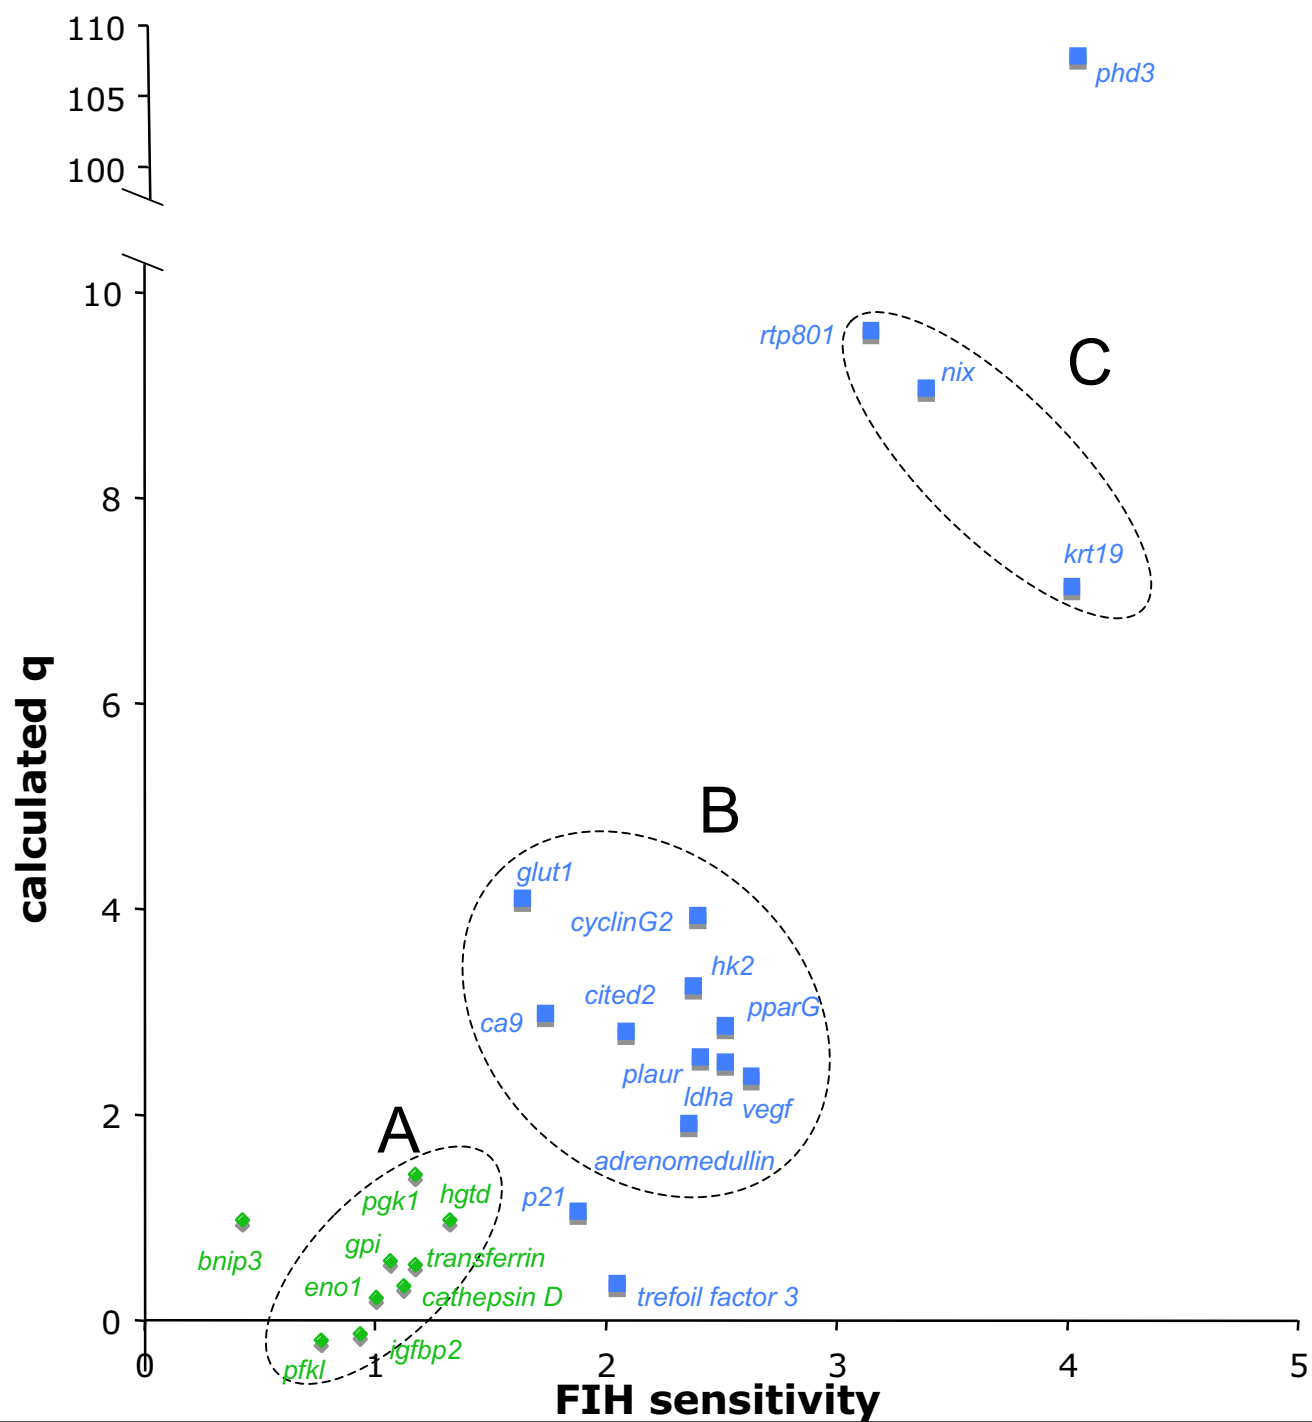 110
phd3
105
100
10
rtp801
C
nix
8
krt19
6
calculated q
B
glut1
4
cyclinG2
hk2
cited2
pparG
ca9
plaur
ldha
vegf
2
A
adrenomedullin
pgk1
hgtd
p21
gpi
transferrin
bnip3
eno1
cathepsin D
trefoil factor 3
0
igfbp2
pfkl
0 1 2 3 4 5
FIH sensitivity